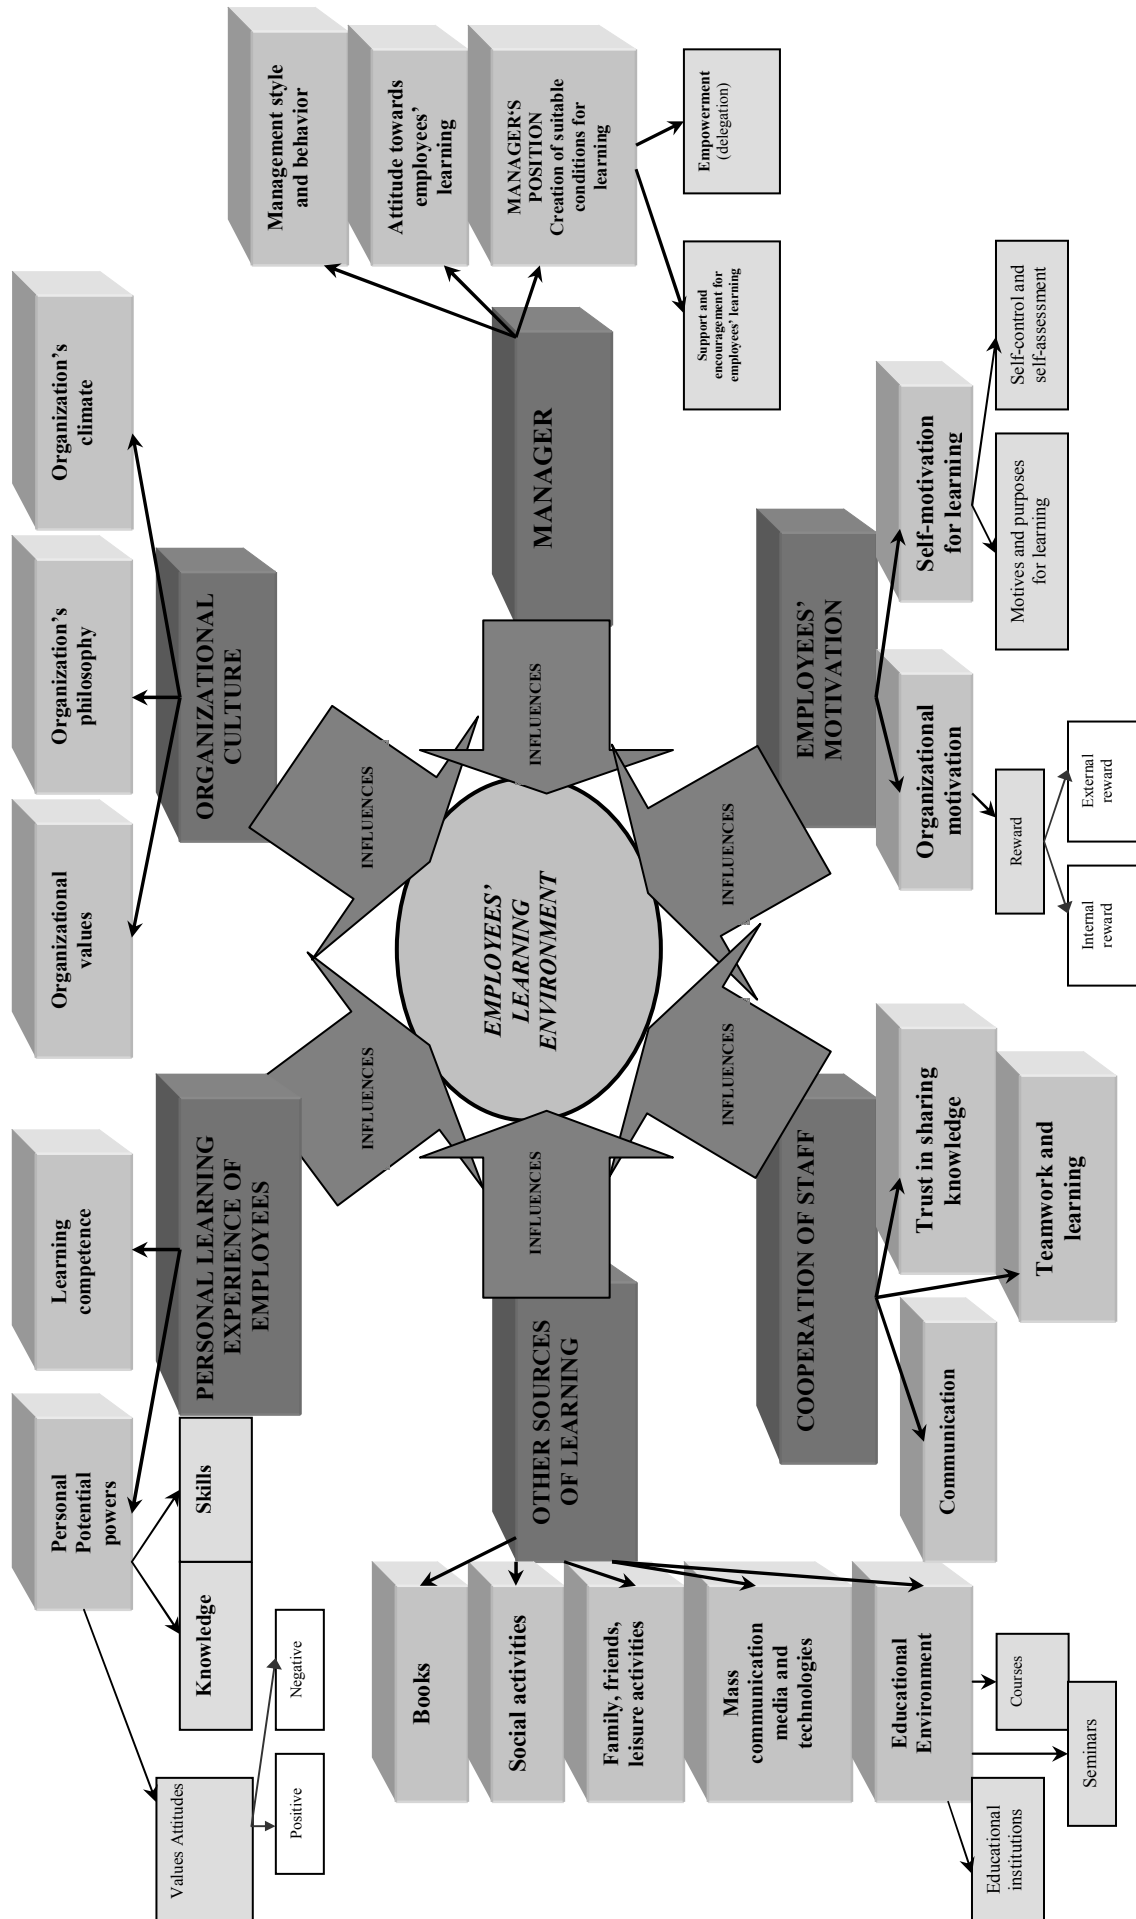 Personal
Potential
powers
Learning
competence
Organizational
values
Organization's
philosophy
Organization's
climate
Values Attitudes
Knowledge
Skills
Positive
Negative
PERSONAL LEARNING
EXPERIENCE OF
EMPLOYEES
ORGANIZATIONAL
CULTURE
Management style
and behavior
Attitude towards
employees’
learning
MANAGER‘S
POSITION
Creation of suitable
conditions for
learning
Support and
encouragement for
employees’ learning
Empowerment
(delegation)
INFLUENCES
INFLUENCES
Books
Social activities
Family, friends,
leisure activities
Mass
communication
media and
technologies
Educational
Environment
OTHER SOURCES
OF LEARNING
INFLUENCES
EMPLOYEES’
LEARNING
ENVIRONMENT
INFLUENCES
MANAGER
INFLUENCES
INFLUENCES
COOPERATION OF STAFF
EMPLOYEES’
MOTIVATION
Communication
Trust in sharing
knowledge
Teamwork and
learning
Organizational
motivation
Self-motivation
for learning
Educational
institutions
Courses
Seminars
Reward
Internal
reward
External
reward
Motives and purposes
for learning
Self-control and
self-assessment